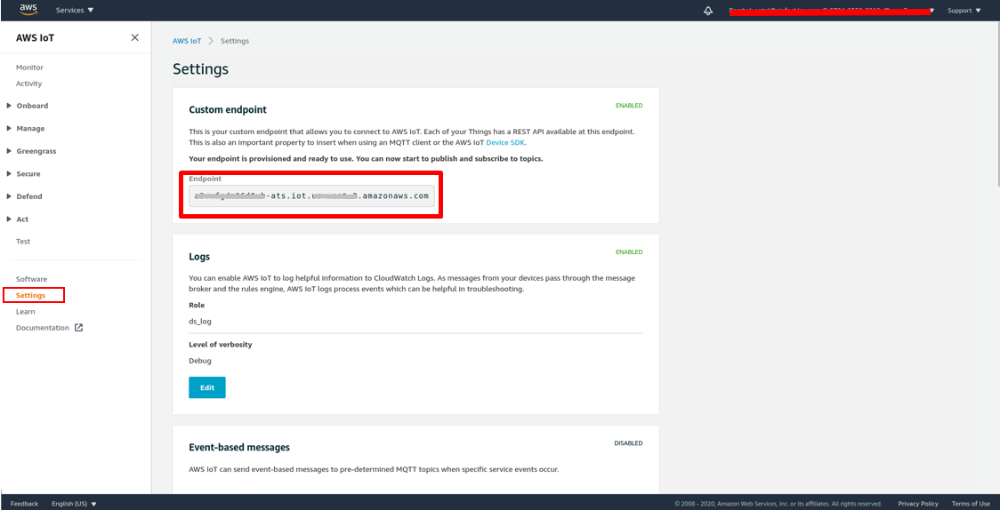 aws
Services
Support
AWS IoT
Monitor
Activity
Onboard
Manage
Greengrass
Secure
Defend
Act
Test
Software
Settings
Learn
Documentation
AWS IoT > Settings
Settings
Custom endpoint
ENABLED
This is your custom endpoint that allows you to connect to AWS IoT. Each of your Things has a REST API available at this endpoint.
This is also an important property to insert when using an MQTT client or the AWS IoT Device SDK.
Your endpoint is provisioned and ready to use. You can now start to publish and subscribe to topics.
Endpoint
-ats.iot. .amazonaws.com
Logs
ENABLED
You can enable AWS IoT to log helpful information to CloudWatch Logs. As messages from your devices pass through the message
broker and the rules engine, AWS IoT logs process events which can be helpful in troubleshooting.
Role
ds_log
Level of verbosity
Debug
Edit
Event-based messages
DISABLED
AWS IoT can send event-based messages to pre-determined MQTT topics when specific service events occur.
Feedback
English (US)
© 2008 - 2020, Amazon Web Services, Inc. or its affiliates. All rights reserved.
Privacy Policy
Terms of Use